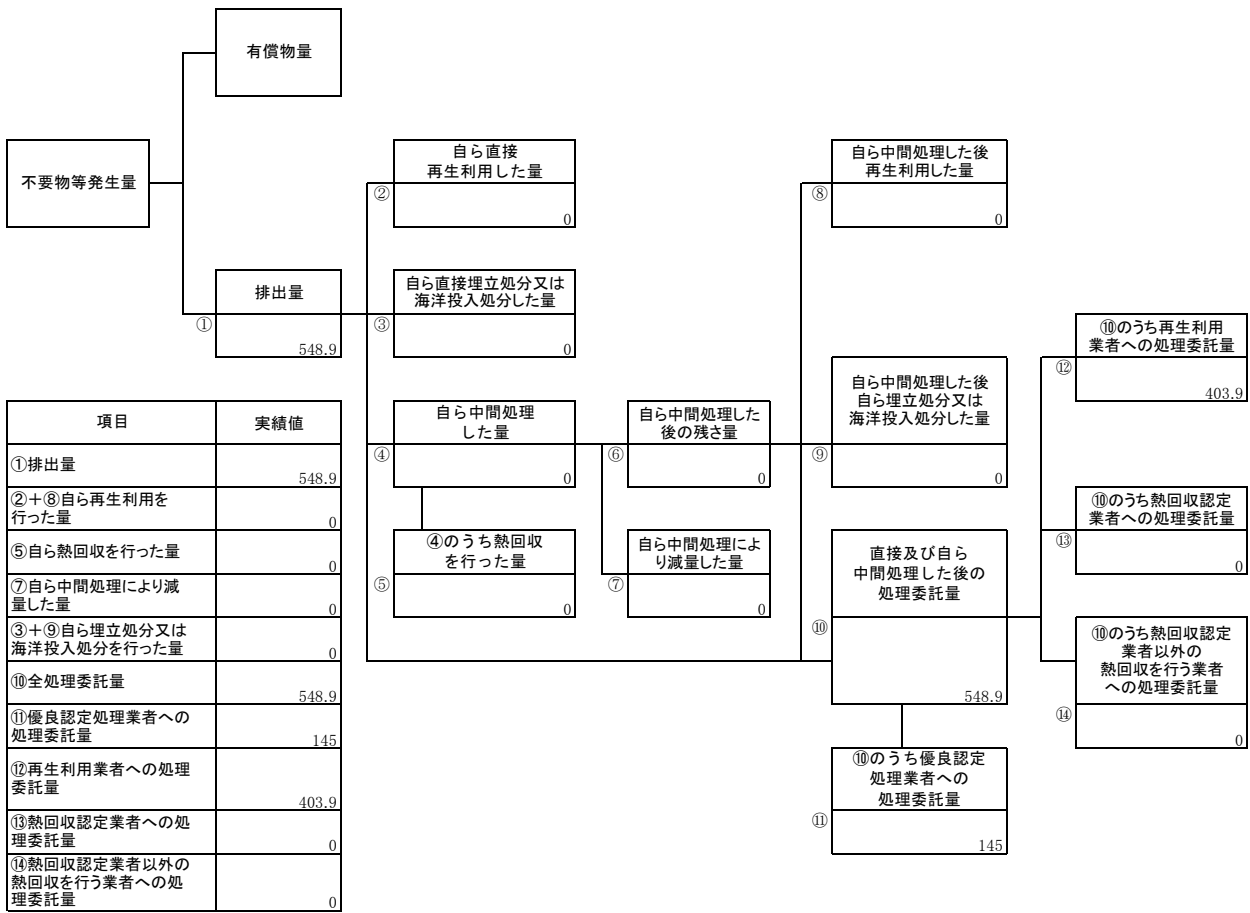 有償物量
不要物等発生量
自ら直接
再生利用した量
②
0
自ら中間処理した後
再生利用した量
⑧
0
排出量
①
548.9
自ら直接埋立処分又は
海洋投入処分した量
③
0
⑩のうち再生利用
業者への処理委託量
⑫
403.9
自ら中間処理
した量
④
0
自ら中間処理した
後の残さ量
⑥
0
自ら中間処理した後
自ら埋立処分又は
海洋投入処分した量
⑨
0
④のうち熱回収
を行った量
⑤
0
自ら中間処理によ
り減量した量
⑦
0
直接及び自ら
中間処理した後の
処理委託量
⑩
548.9
⑩のうち熱回収認定
業者への処理委託量
⑬
0
⑩のうち熱回収認定
業者以外の
熱回収を行う業者
への処理委託量
⑭
0
⑩のうち優良認定
処理業者への
処理委託量
⑪
145
項目 実績値
①排出量
548.9
②+⑧自ら再生利用を
行った量
0
⑤自ら熱回収を行った量
0
⑦自ら中間処理により減
量した量
0
③+⑨自ら埋立処分又は
海洋投入処分を行った量
0
⑩全処理委託量
548.9
⑪優良認定処理業者への
処理委託量
145
⑫再生利用業者への処理
委託量
403.9
⑬熱回収認定業者への処
理委託量
0
⑭熱回収認定業者以外の
熱回収を行う業者への処
理委託量
0